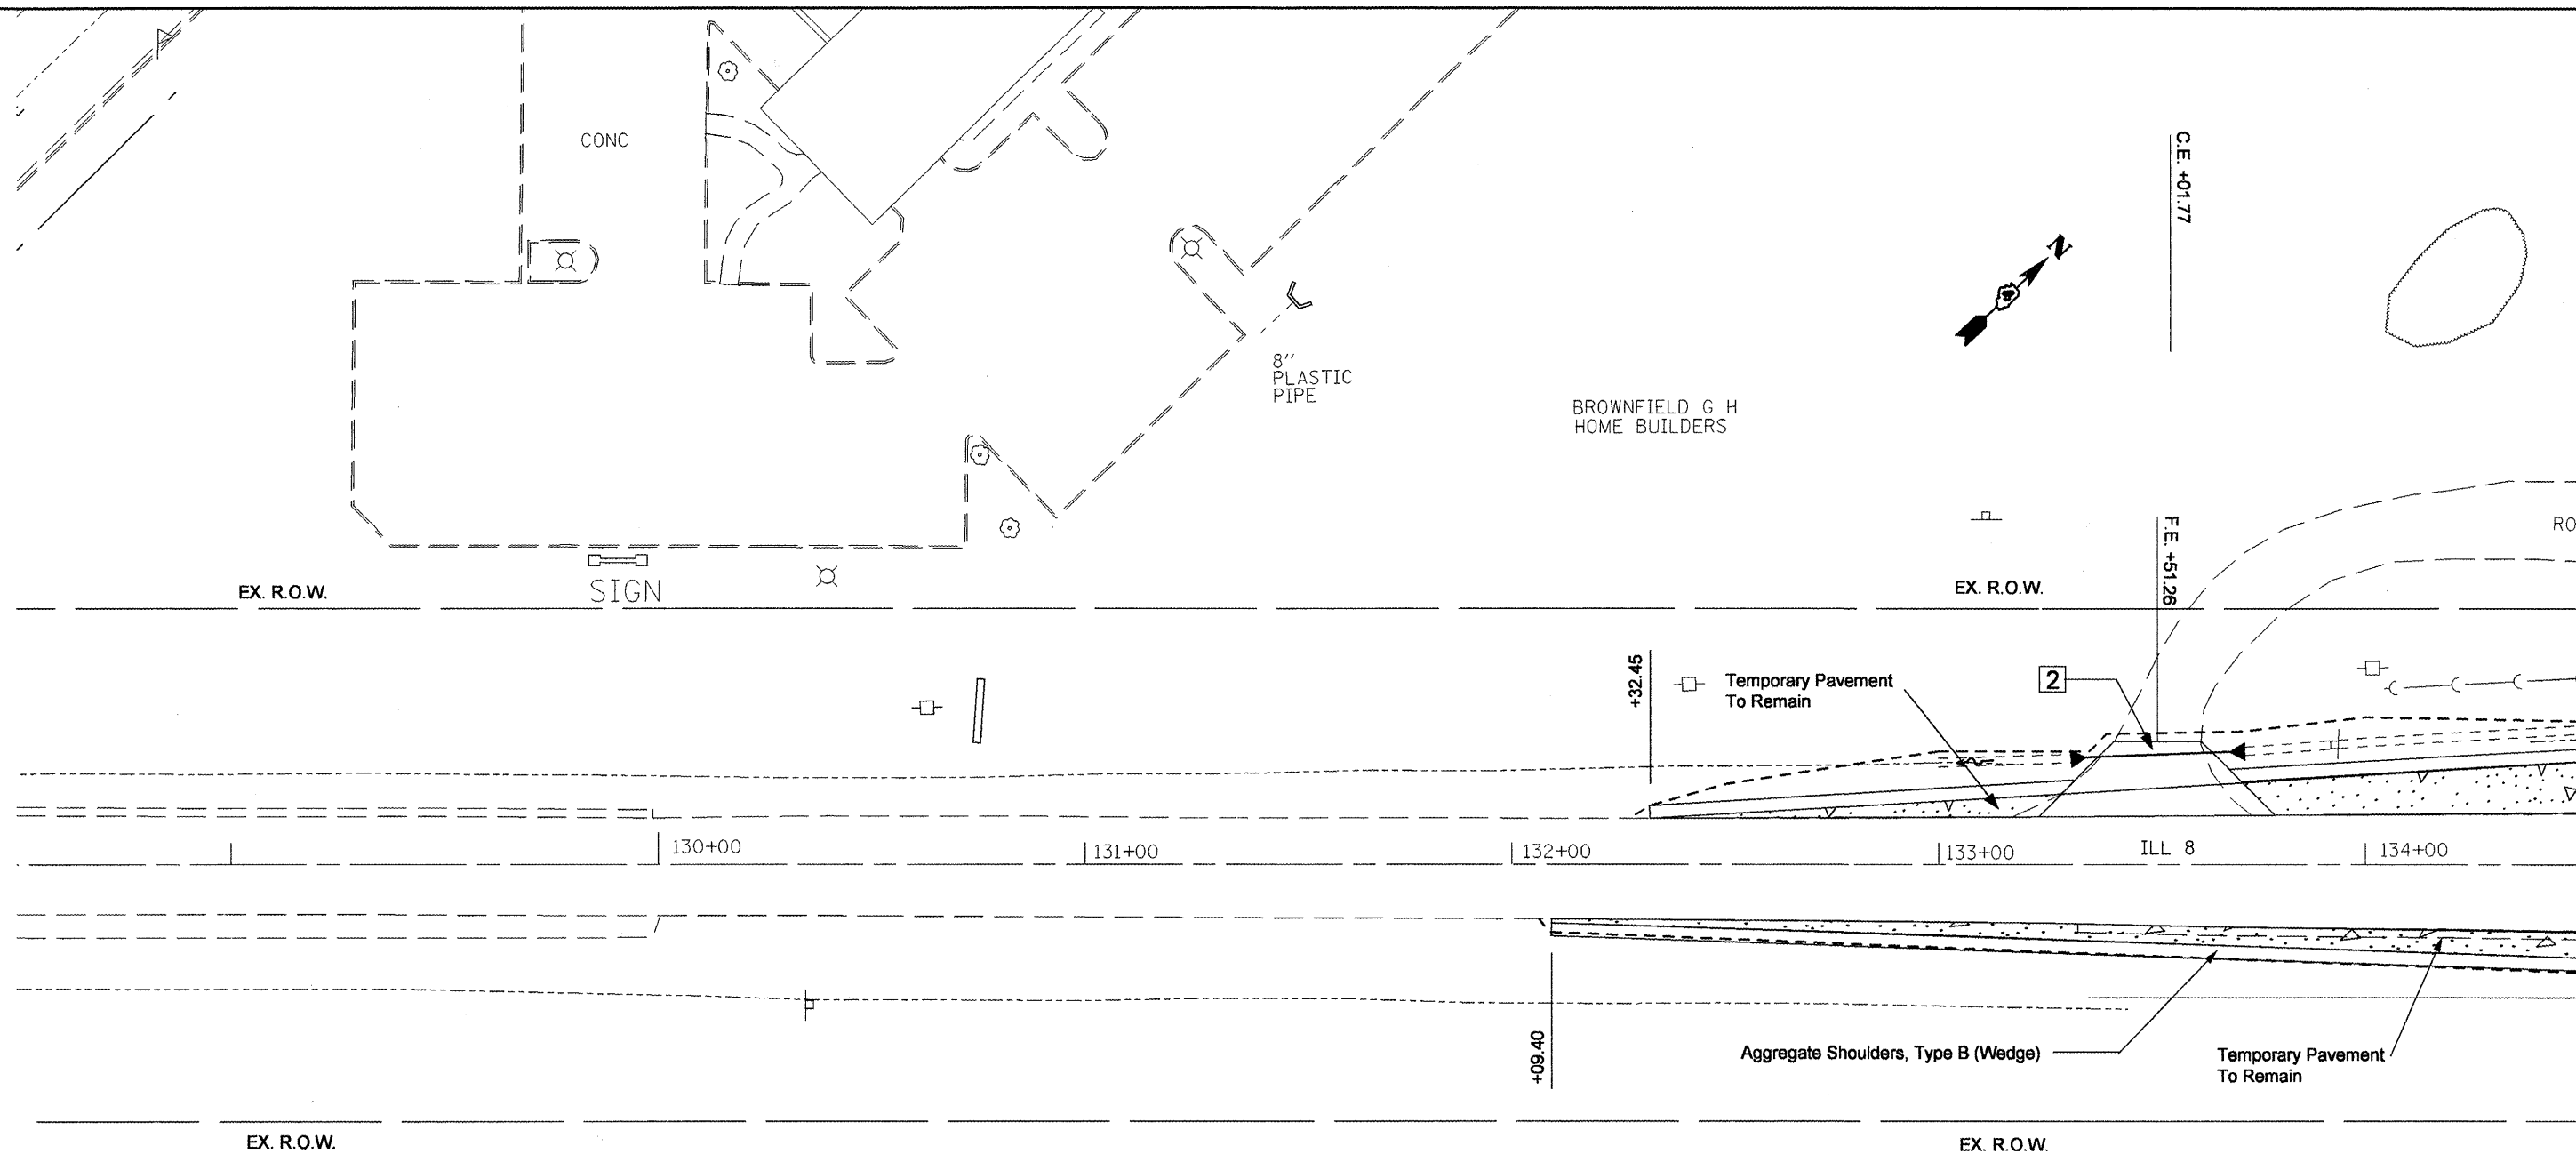 CONC
C.E. +01.77
N
8"
PLASTIC
PIPE
BROWNFIELD G H
HOME BUILDERS
F.E. +51.26
RO
EX. R.O.W.
SIGN
EX. R.O.W.
+32.45
Temporary Pavement
To Remain
2
130+00
131+00
132+00
133+00
ILL 8
134+00
+09.40
Aggregate Shoulders, Type B (Wedge)
Temporary Pavement
To Remain
EX. R.O.W.
EX. R.O.W.